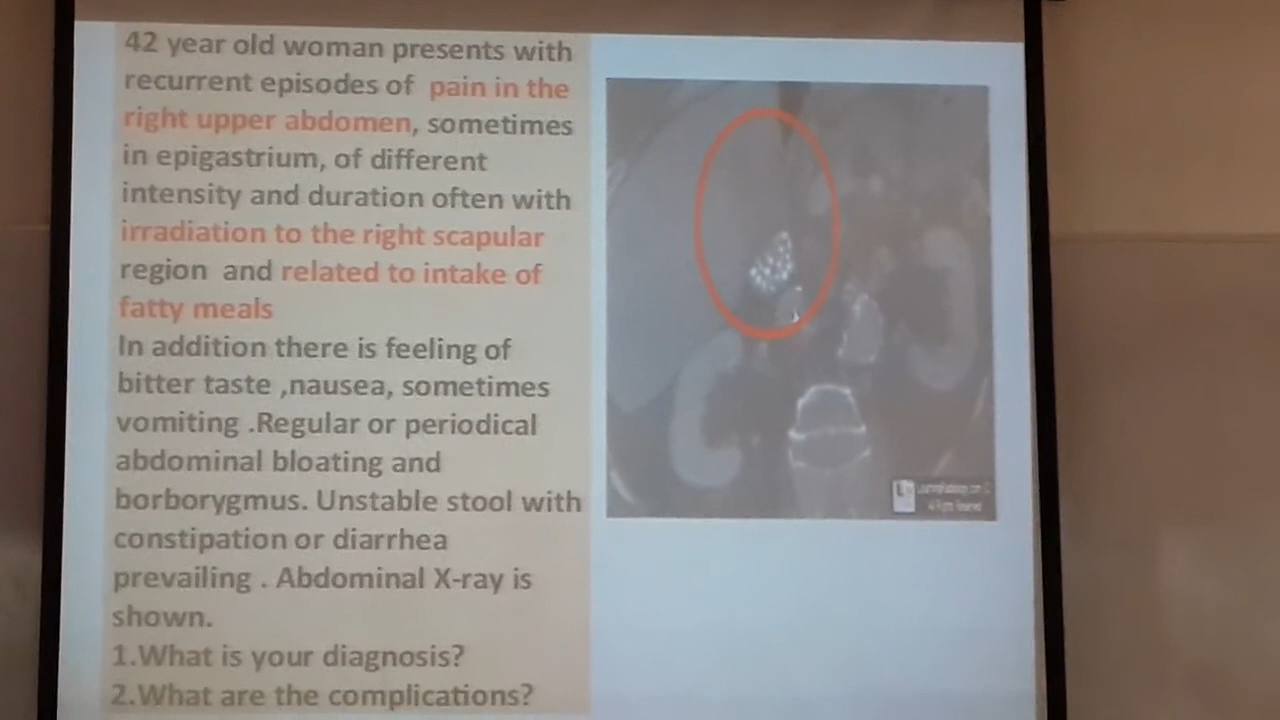 42 year old woman presents with
recurrent episodes of pain in the
right upper abdomen, sometimes
in epigastrium, of different
intensity and duration often with
irradiation to the right scapular
region and related to intake of
fatty meals
In addition there is feeling of
bitter taste ,nausea, sometimes
vomiting .Regular or periodical
abdominal bloating and
borborygmus. Unstable stool with
constipation or diarrhea
prevailing . Abdominal X-ray is
shown.
1.What is your diagnosis?
2.What are the complications?